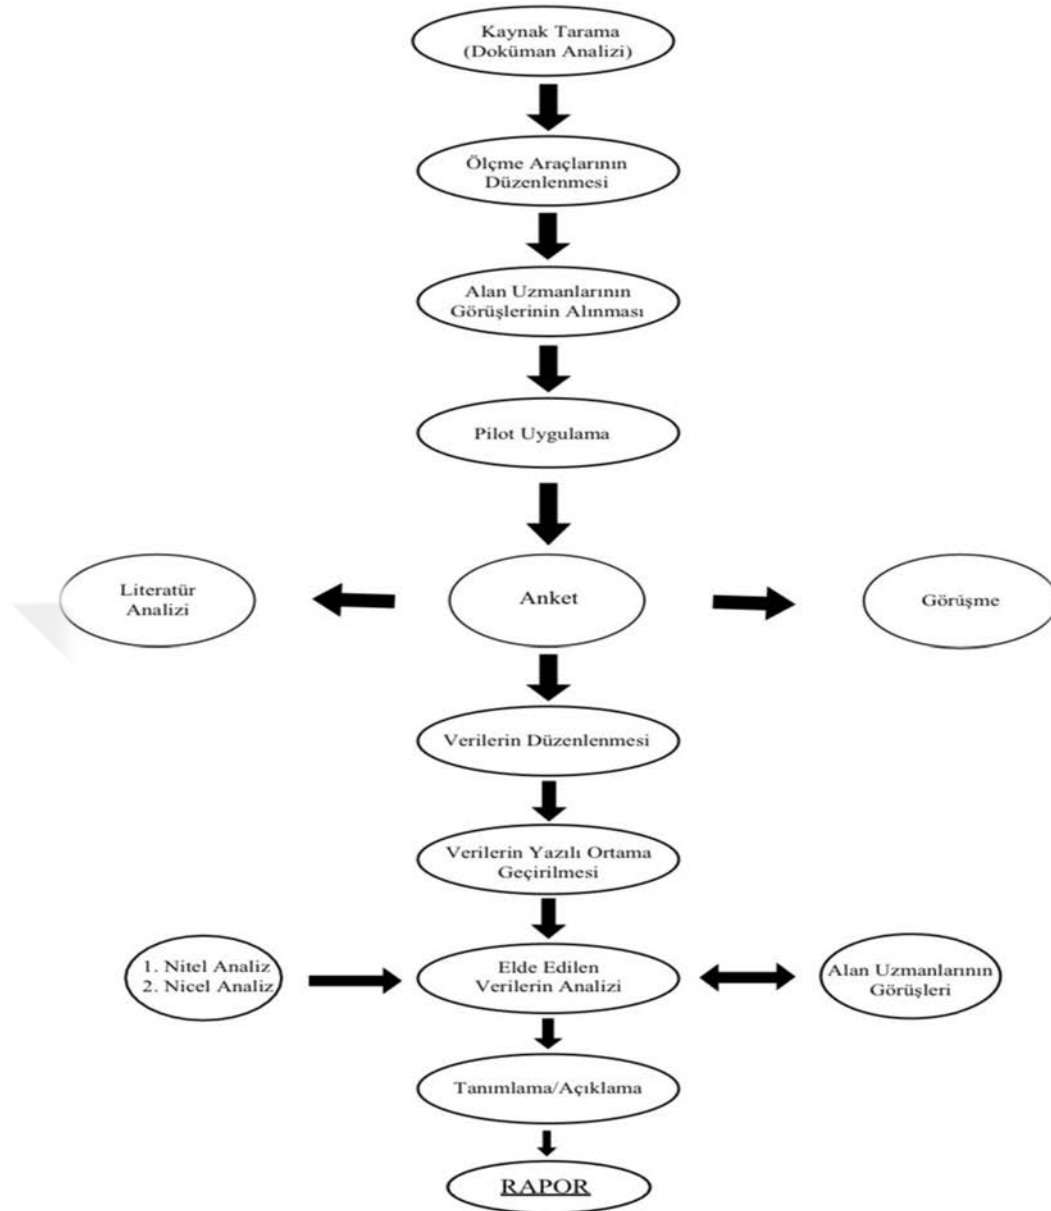 Kaynak Tarama
(Doküman Analizi)
Ölçme Araçlarının
Düzenlenmesi
Alan Uzmanlarının
Görüşlerinin Alınması
Pilot Uygulama
Literatür
Analizi
Anket
Görüşme
Verilerin Düzenlenmesi
Verilerin Yazılı Ortama
Geçirilmesi
1. Nitel Analiz
2. Nicel Analiz
Elde Edilen
Verilerin Analizi
Alan Uzmanlarının
Görüşleri
Tanımlama/Açıklama
RAPOR